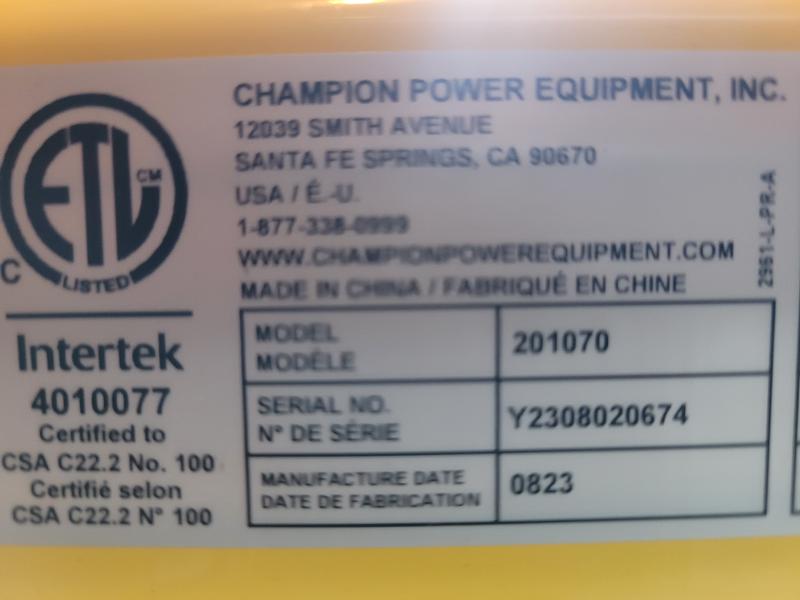 CHAMPION POWER EQUIPMENT, INC.
12039 SMITH AVENUE
SANTA FE SPRINGS, CA 90670
USA / É.-U.
1-877-338-0999
WWW.CHAMPIONPOWEREQUIPMENT.COM
MADE IN CHINA / FABRIQUÉ EN CHINE
2961-L-PR-A
ETL CM
C LISTED
Intertek
4010077
Certified to
CSA C22.2 No. 100
Certifié selon
CSA C22.2 N° 100
MODEL
MODÈLE
201070
SERIAL NO.
N° DE SÉRIE
Y2308020674
MANUFACTURE DATE
DATE DE FABRICATION
0823